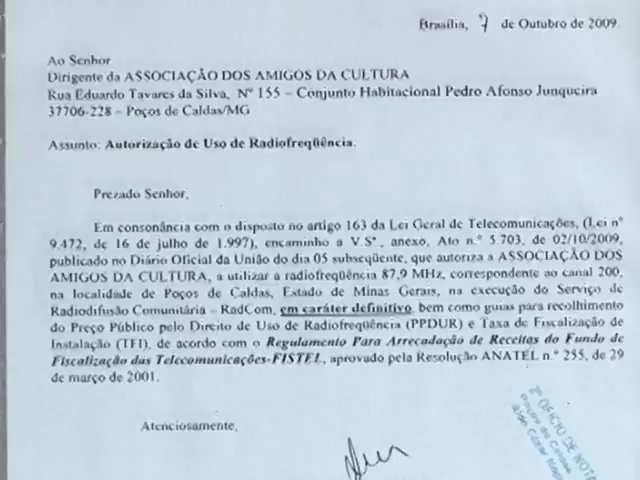 Brasília, 7 de Outubro de 2009.
Ao Senhor
Dirigente da ASSOCIAÇÃO DOS AMIGOS DA CULTURA
Rua Eduardo Tavares da Silva, Nº 155 – Conjunto Habitacional Pedro Afonso Junqueira
37706-228 – Poços de Caldas/MG
Assunto: Autorização de Uso de Radiofreqüência.
Prezado Senhor,
Em consonância com o disposto no artigo 163 da Lei Geral de Telecomunicações, (Lei nº
9.472, de 16 de julho de 1.997), encaminho a V.Sª., anexo, Ato n.º 5.703, de 02/10/2009,
publicado no Diário Oficial da União do dia 05 subseqüente, que autoriza a ASSOCIAÇÃO DOS
AMIGOS DA CULTURA, a utilizar a radiofreqüência 87,9 MHz, correspondente ao canal 200,
na localidade de Poços de Caldas, Estado de Minas Gerais, na execução do Serviço de
Radiodifusão Comunitária – RadCom, em caráter definitivo, bem como guias para recolhimento
do Preço Público pelo Direito de Uso de Radiofreqüência (PPDUR) e Taxa de Fiscalização de
Instalação (TFI), de acordo com o Regulamento Para Arrecadação de Receitas do Fundo de
Fiscalização das Telecomunicações-FISTEL, aprovado pela Resolução ANATEL n.º 255, de 29
de março de 2001.
Atenciosamente,
2º OFICIO DE NOTA